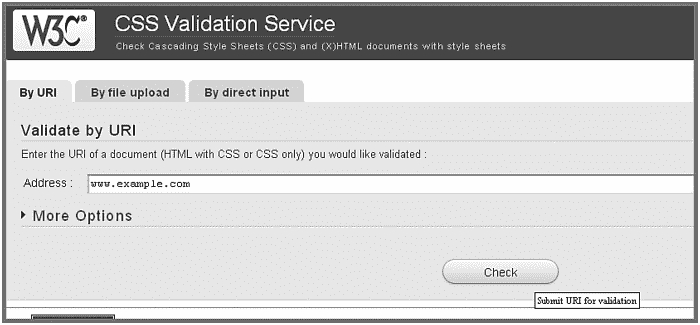 W3C® CSS Validation Service
Check Cascading Style Sheets (CSS) and (X)HTML documents with style sheets
By URI By file upload By direct input
Validate by URI
Enter the URI of a document (HTML with CSS or CSS only) you would like validated :
Address : www.example.com
More Options
Check
Submit URI for validation